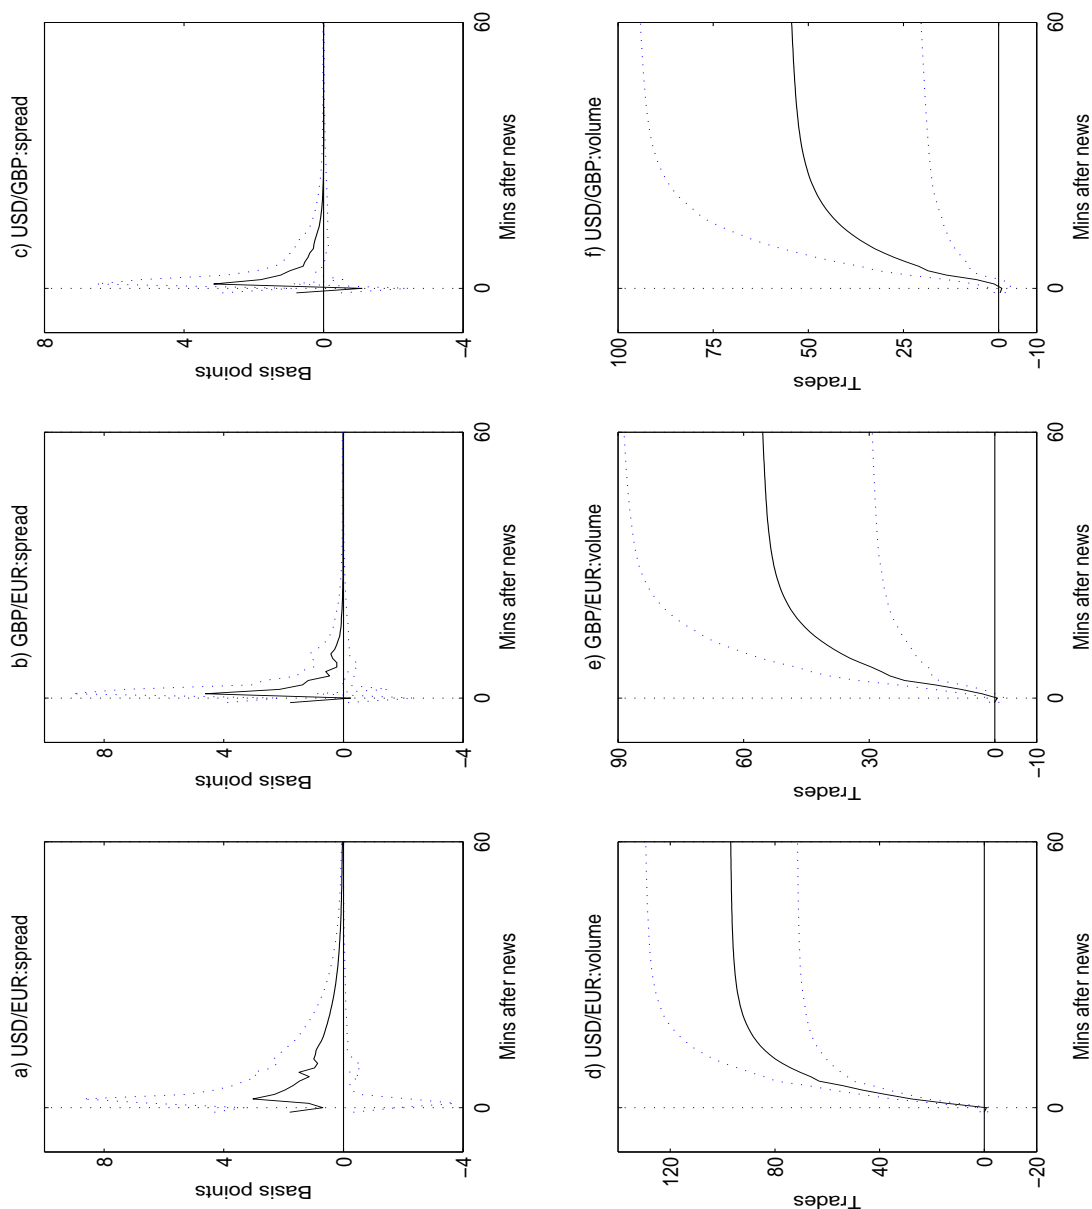 a) USD/EUR:spread
Basis points
8
4
0
−4
0
60
Mins after news
b) GBP/EUR:spread
Basis points
8
4
0
−4
0
60
Mins after news
c) USD/GBP:spread
Basis points
8
4
0
−4
0
60
Mins after news
d) USD/EUR:volume
Trades
120
80
40
0
−20
0
60
Mins after news
e) GBP/EUR:volume
Trades
90
60
30
0
−10
0
60
Mins after news
f) USD/GBP:volume
Trades
100
75
50
25
0
−10
0
60
Mins after news